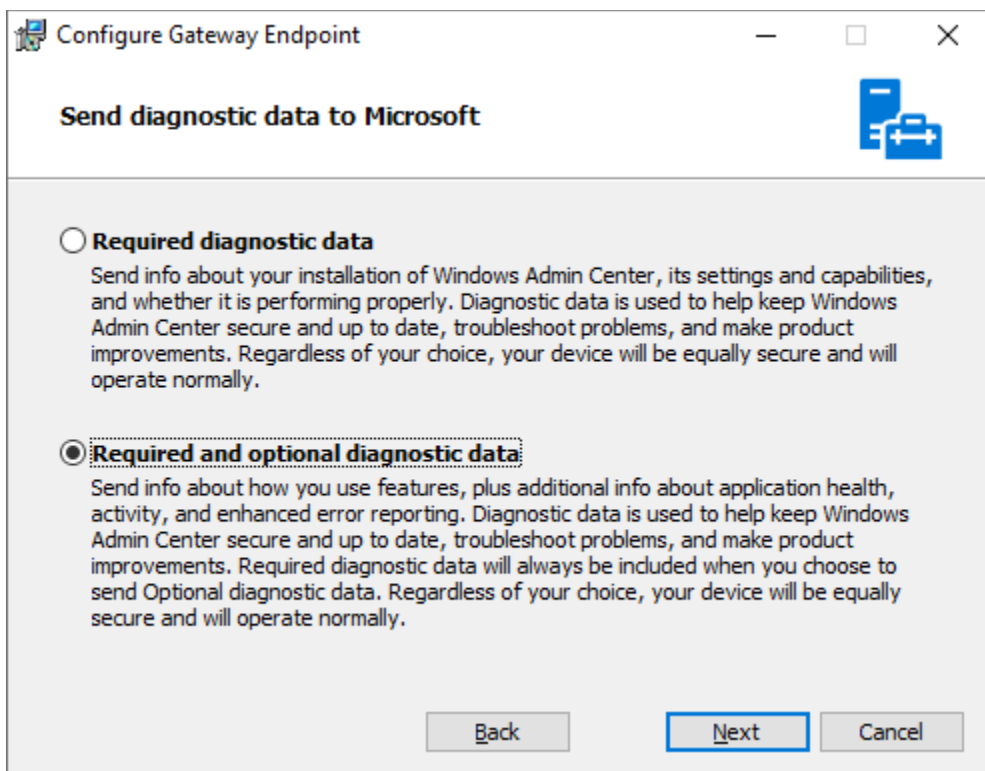 Configure Gateway Endpoint
Send diagnostic data to Microsoft
Required diagnostic data
Send info about your installation of Windows Admin Center, its settings and capabilities,
and whether it is performing properly. Diagnostic data is used to help keep Windows
Admin Center secure and up to date, troubleshoot problems, and make product
improvements. Regardless of your choice, your device will be equally secure and will
operate normally.
Required and optional diagnostic data
Send info about how you use features, plus additional info about application health,
activity, and enhanced error reporting. Diagnostic data is used to help keep Windows
Admin Center secure and up to date, troubleshoot problems, and make product
improvements. Required diagnostic data will always be included when you choose to
send Optional diagnostic data. Regardless of your choice, your device will be equally
secure and will operate normally.
Back Next Cancel